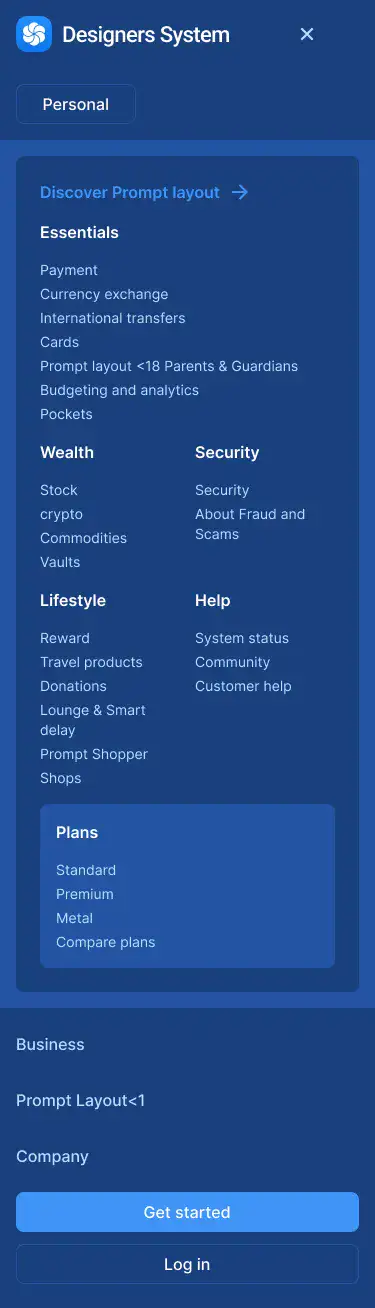 Designers System
Personal
Discover Prompt layout
Essentials
Payment
Currency exchange
International transfers
Cards
Prompt layout <18 Parents & Guardians
Budgeting and analytics
Pockets
Wealth
Stock
crypto
Commodities
Vaults
Security
Security
About Fraud and
Scams
Lifestyle
Reward
Travel products
Donations
Lounge & Smart
delay
Prompt Shopper
Shops
Help
System status
Community
Customer help
Plans
Standard
Premium
Metal
Compare plans
Business
Prompt Layout<1
Company
Get started
Log in